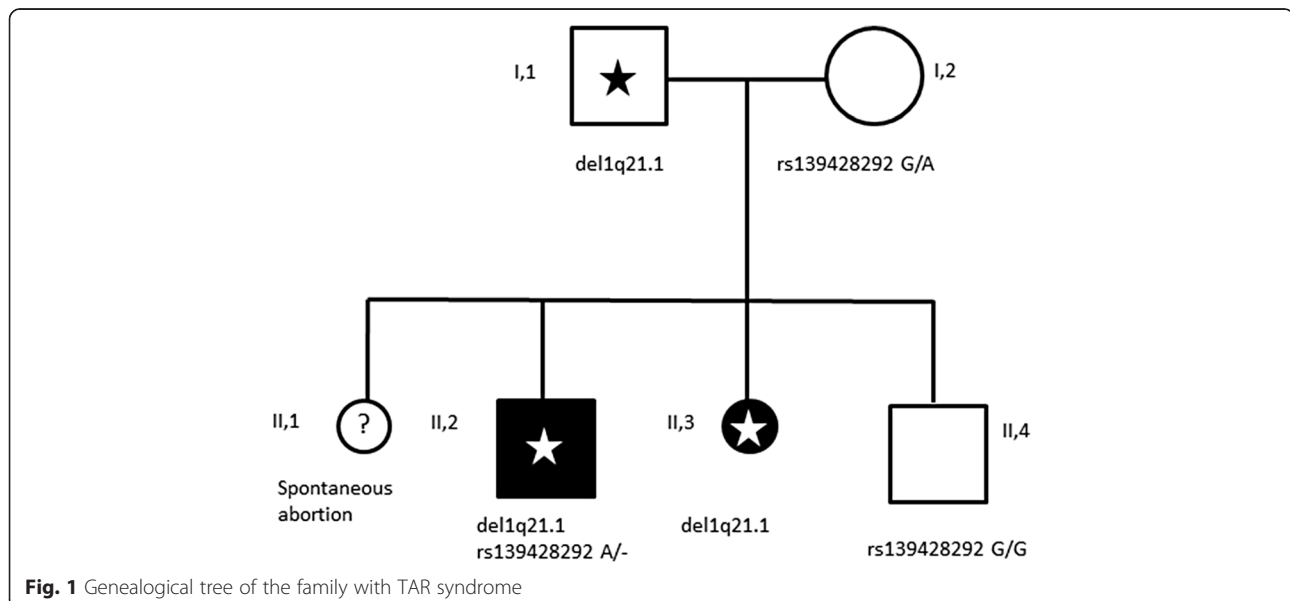 I,1
I,2
del1q21.1
rs139428292 G/A
II,1
?
II,2
II,3
II,4
Spontaneous
abortion
del1q21.1
rs139428292 A/-
del1q21.1
rs139428292 G/G
Fig. 1 Genealogical tree of the family with TAR syndrome